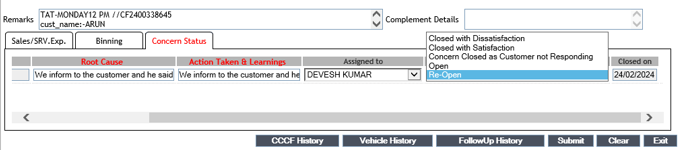 Remarks
TAT-MONDAY12 PM //CF2400338645
cust_name:-ARUN
Complement Details
Sales/SRV.Exp.
Binning
Concern Status
Root Cause
Action Taken & Learnings
Assigned to
Closed on
We inform to the customer and he said
We inform to the customer and he
DEVESH KUMAR
Closed with Dissatisfaction
Closed with Satisfaction
Concern Closed as Customer not Responding
Open
Re-Open
24/02/2024
CCCF History
Vehicle History
FollowUp History
Submit
Clear
Exit